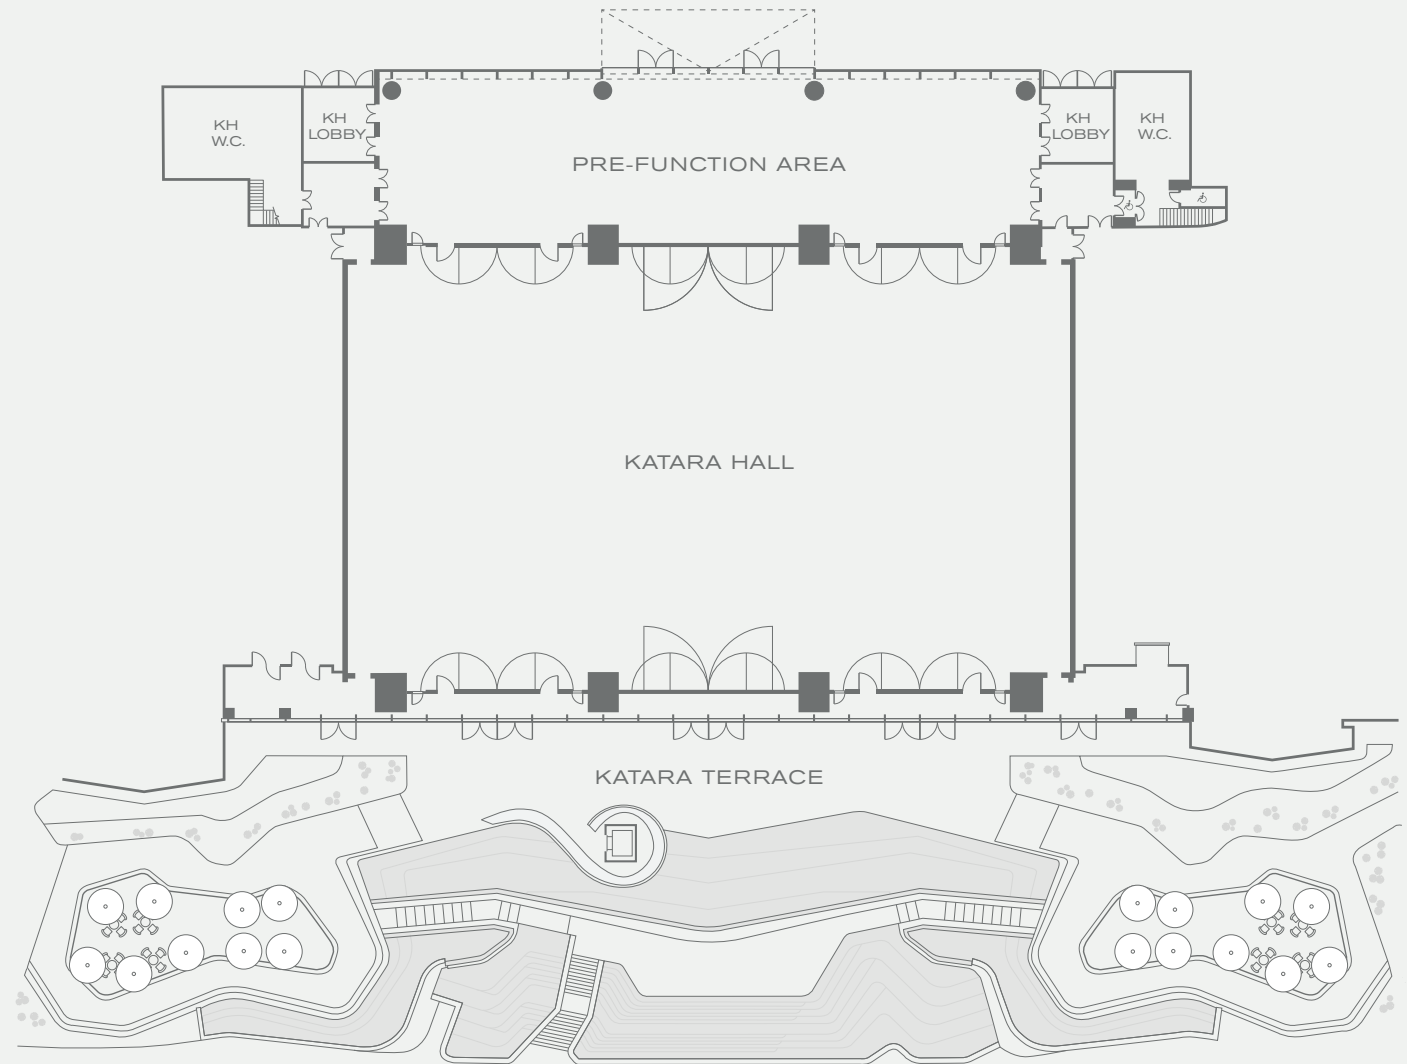 KH
W.C.
KH
LOBBY
PRE-FUNCTION AREA
KH
LOBBY
KH
W.C.
KATARA HALL
KATARA TERRACE